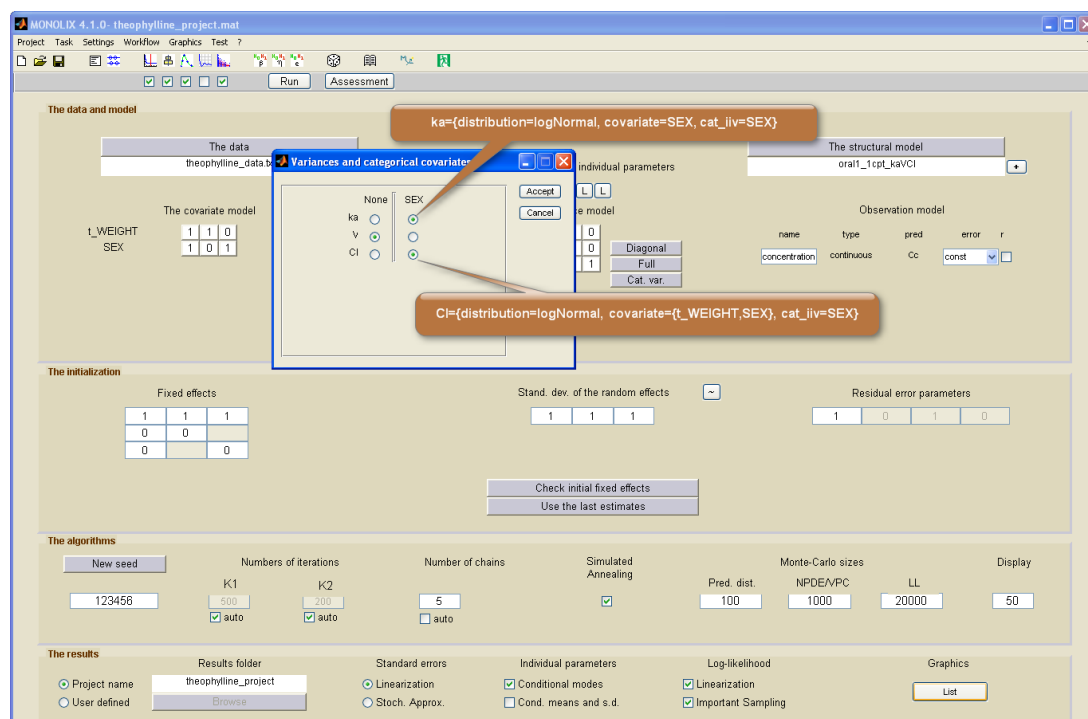 MONOLIX 4.1.0- theophylline_project.mat
Project Task Settings Workflow Graphics Test ?
Run Assessment
The data and model
ka={distribution=logNormal, covariate=SEX, cat_iiv=SEX}
The data
The structural model
theophylline_data.tx
Variances and categorical covariates
individual parameters
oral1_1cpt_kaVCl
+
None SEX
Accept
L L
The covariate model
ka
Cancel
ce model
Observation model
t_WEIGHT 1 1 0
V
0
name type pred error r
SEX 1 0 1
Cl
0 Diagonal
concentration continuous Cc const
1 Full
Cat. var.
Cl={distribution=logNormal, covariate={t_WEIGHT,SEX}, cat_iiv=SEX}
The initialization
Fixed effects
Stand. dev. of the random effects ~
Residual error parameters
1 1 1
1 1 1
1 0 1 0
0 0
0 0
Check initial fixed effects
Use the last estimates
The algorithms
New seed
Numbers of iterations
Number of chains
Simulated
Annealing
Monte-Carlo sizes
Display
K1 K2
Pred. dist. NPDE/VPC LL
123456 500 200 5 100 1000 20000 50
auto auto auto
The results
Results folder
Standard errors
Individual parameters
Log-likelihood
Graphics
Project name theophylline_project Linearization Conditional modes Linearization List
User defined Browse Stoch. Approx. Cond. means and s.d. Important Sampling